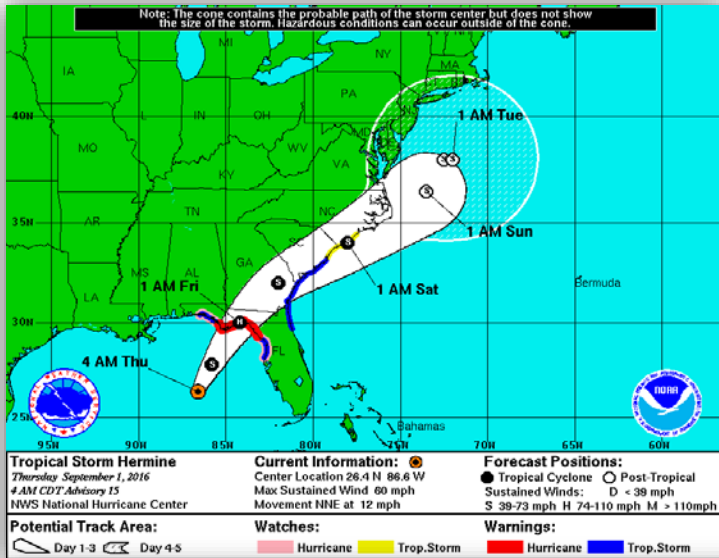 Note: The cone contains the probable path of the storm center but does not show
the size of the storm. Hazardous conditions can occur outside of the cone.
MI
NY
MA
IA
PA
40N
IL
IN
OH
1 AM Tue
MO
WV
MD
VA
KY
35N
TN
NC
AR
1 AM Sun
SC
MS
AL
GA
1 AM Fri
1 AM Sat
LA
Bermuda
30N
FL
4 AM Thu
NOAA
25N
Bahamas
95W
90W
85W
80W
75W
70W
65W
60W
Tropical Storm Hermine
Thursday September 1, 2016
4 AM CDT Advisory 15
NWS National Hurricane Center
Current Information:
Center Location 26.4 N 86.6 W
Max Sustained Wind 60 mph
Movement NNE at 12 mph
Forecast Positions:
Tropical Cyclone Post-Tropical
Sustained Winds: D < 39 mph
S 39-73 mph H 74-110 mph M > 110mph
Potential Track Area:
Day 1-3 Day 4-5
Watches:
Hurricane Trop.Storm
Warnings:
Hurricane Trop.Storm